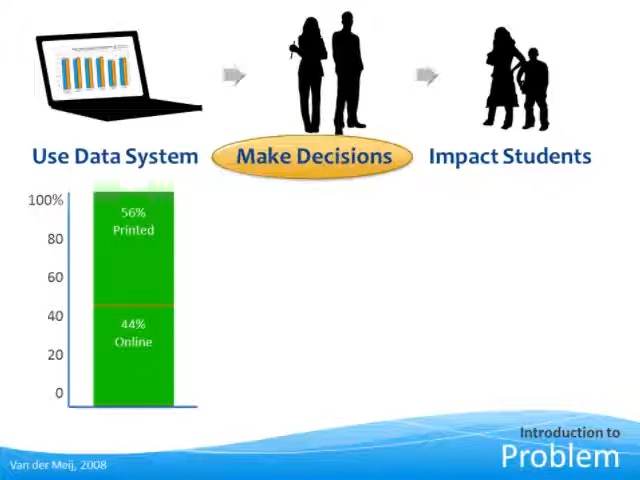 Use Data System
Make Decisions
Impact Students
100%
80
60
40
20
0
56%
Printed
44%
Online
Introduction to
Problem
Van der Meij, 2008